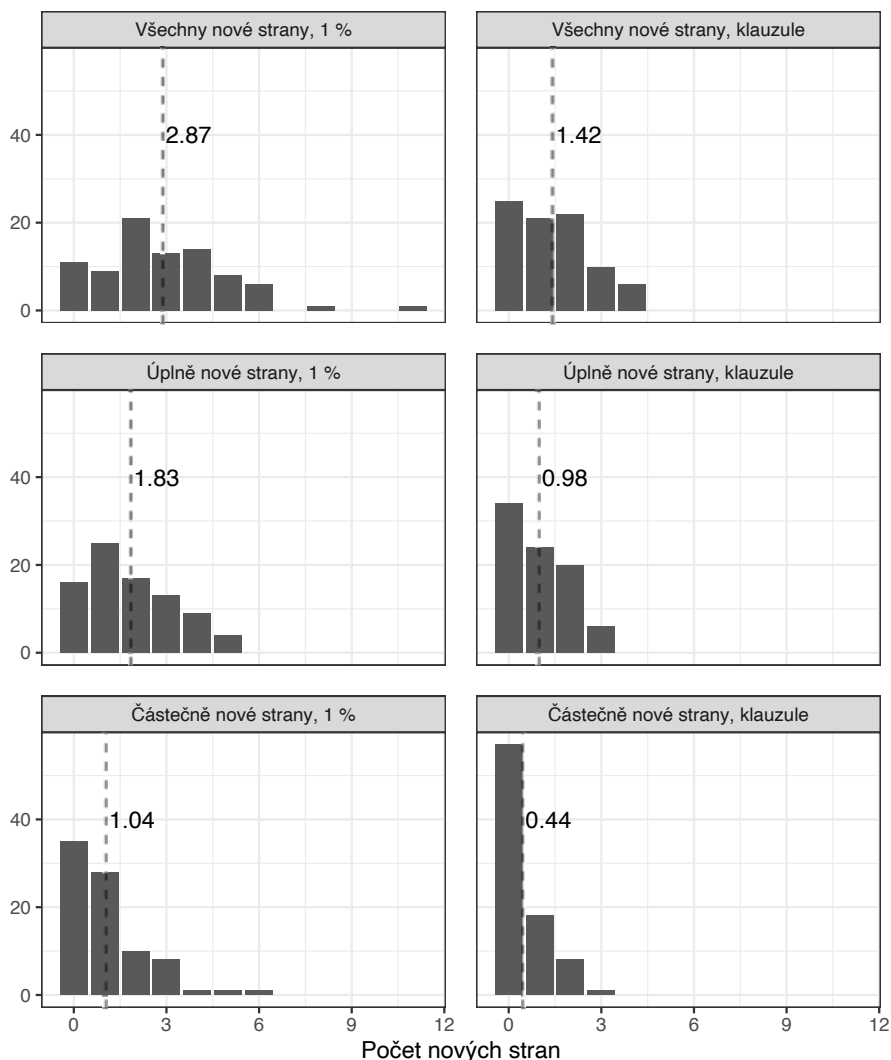 Všechny nové strany, 1 %
Všechny nové strany, klauzule
40
20
0
2.87
1.42
Úplně nové strany, 1 %
Úplně nové strany, klauzule
40
20
0
1.83
0.98
Částečně nové strany, 1 %
Částečně nové strany, klauzule
40
20
0
1.04
0.44
0 3 6 9 12
0 3 6 9 12
Počet nových stran